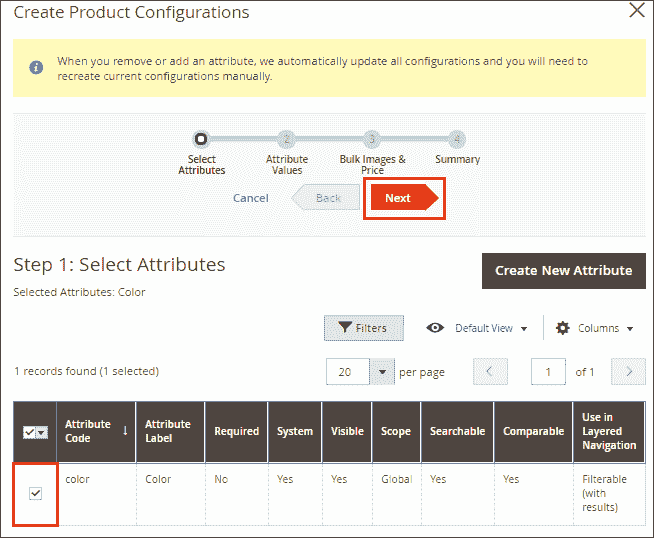 Create Product Configurations
When you remove or add an attribute, we automatically update all configurations and you will need to
recreate current configurations manually.
2 3 4
Select
Attributes
Attribute
Values
Bulk Images &
Price
Summary
Cancel Back Next
Step 1: Select Attributes
Create New Attribute
Selected Attributes: Color
Filters Default View Columns
1 records found (1 selected)
20 per page 1 of 1
Attribute
Code
Attribute
Label
Required
System
Visible
Scope
Searchable
Comparable
Use in
Layered
Navigation
color Color No Yes Yes Global Yes Yes Filterable
(with
results)